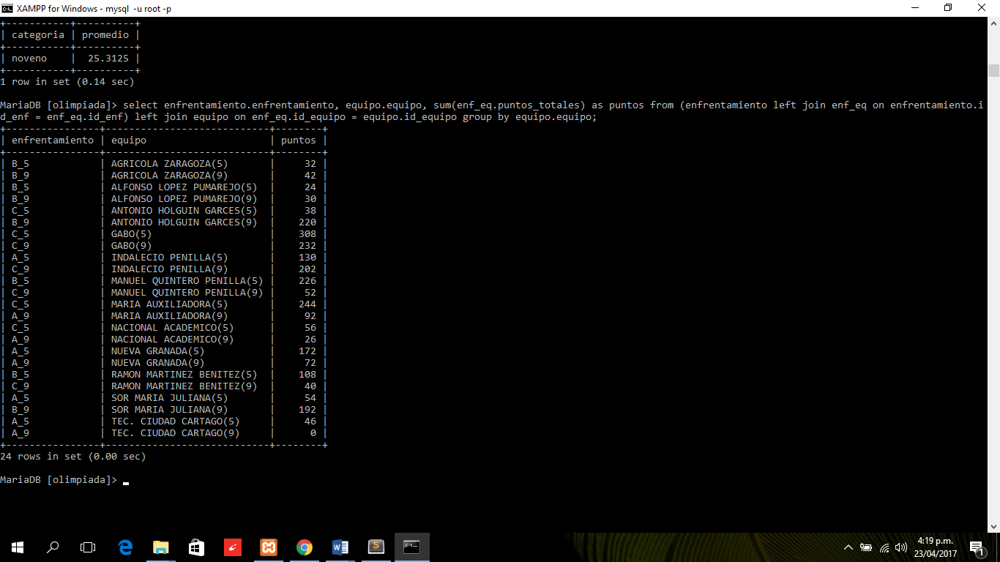 XAMPP for Windows - mysql -u root -p
+-----------+----------+
| categoria | promedio |
+-----------+----------+
| noveno    |  25.3125 |
+-----------+----------+
1 row in set (0.14 sec)
MariaDB [olimpiada]> select enfrentamiento.enfrentamiento, equipo.equipo, sum(enf_eq.puntos_totales) as puntos from (enfrentamiento left join enf_eq on enfrentamiento.i
d_enf = enf_eq.id_enf) left join equipo on enf_eq.id_equipo = equipo.id_equipo group by equipo.equipo;
+----------------+----------------------------+--------+
| enfrentamiento | equipo                     | puntos |
+----------------+----------------------------+--------+
| B_5            | AGRICOLA ZARAGOZA(5)       |     32 |
| B_9            | AGRICOLA ZARAGOZA(9)       |     42 |
| B_5            | ALFONSO LOPEZ PUMAREJO(5)  |     24 |
| B_9            | ALFONSO LOPEZ PUMAREJO(9)  |     30 |
| C_5            | ANTONIO HOLGUIN GARCES(5)  |     38 |
| B_9            | ANTONIO HOLGUIN GARCES(9)  |    220 |
| C_5            | GABO(5)                    |    308 |
| C_9            | GABO(9)                    |    232 |
| A_5            | INDALECIO PENILLA(5)       |    130 |
| C_9            | INDALECIO PENILLA(9)       |    202 |
| B_5            | MANUEL QUINTERO PENILLA(5) |    226 |
| C_9            | MANUEL QUINTERO PENILLA(9) |     52 |
| C_5            | MARIA AUXILIADORA(5)       |    244 |
| A_9            | MARIA AUXILIADORA(9)       |     92 |
| C_5            | NACIONAL ACADEMICO(5)      |     56 |
| A_9            | NACIONAL ACADEMICO(9)      |     26 |
| A_5            | NUEVA GRANADA(5)           |    172 |
| A_9            | NUEVA GRANADA(9)           |     72 |
| B_5            | RAMON MARTINEZ BENITEZ(5)  |    108 |
| C_9            | RAMON MARTINEZ BENITEZ(9)  |     40 |
| A_5            | SOR MARIA JULIANA(5)       |     54 |
| B_9            | SOR MARIA JULIANA(9)       |    192 |
| A_5            | TEC. CIUDAD CARTAGO(5)     |     46 |
| A_9            | TEC. CIUDAD CARTAGO(9)     |      0 |
+----------------+----------------------------+--------+
24 rows in set (0.00 sec)
MariaDB [olimpiada]>
4:19 p.m.
23/04/2017
1